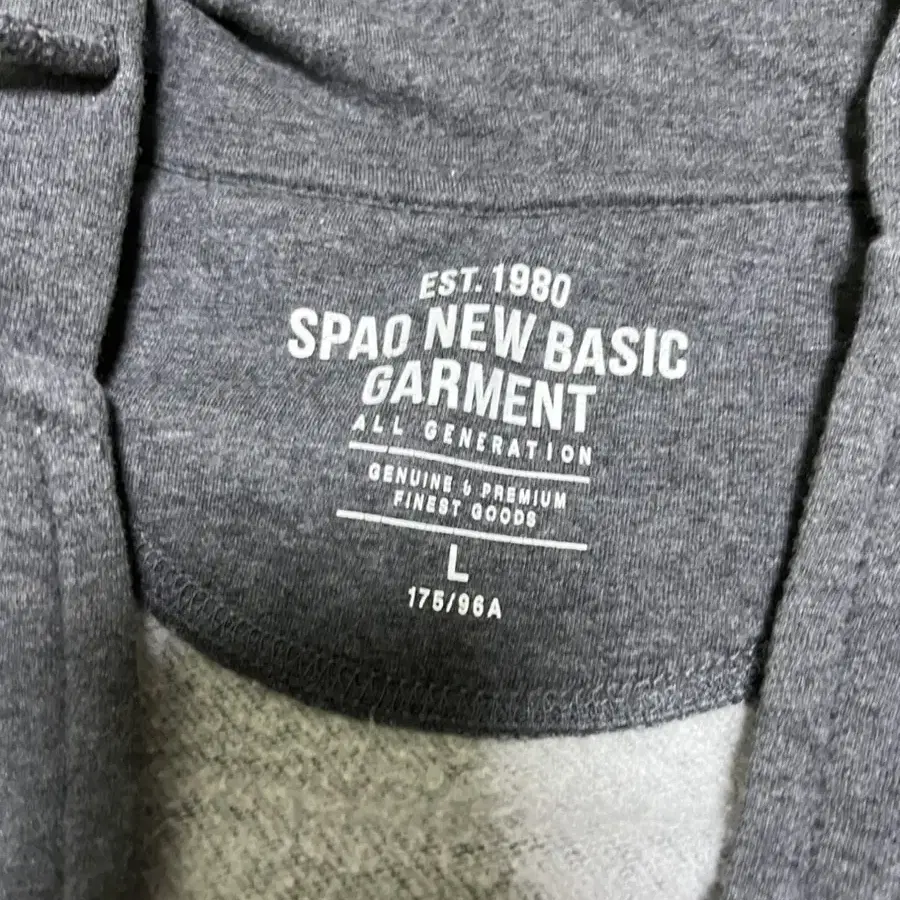 EST. 1980
SPAO NEW BASIC
GARMENT
ALL GENERATION
GENUINE & PREMIUM
FINEST GOODS
L
175/96A